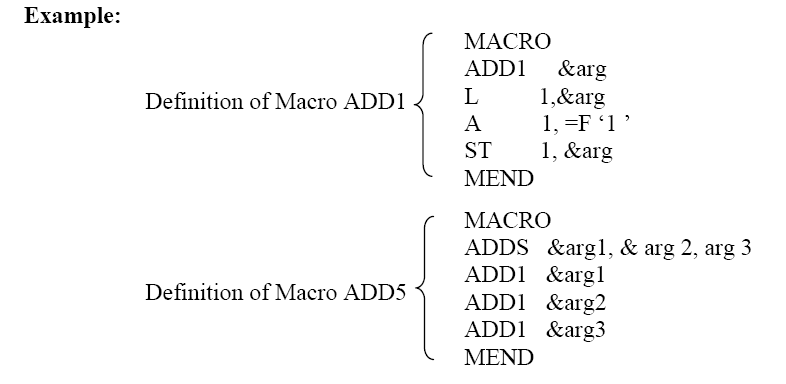 Example:
MACRO
ADD1 &arg
Definition of Macro ADD1 L 1,&arg
A 1, =F ‘1 ’
ST 1, &arg
MEND
MACRO
ADDS &arg1, & arg 2, arg 3
ADD1 &arg1
Definition of Macro ADD5
ADD1 &arg2
ADD1 &arg3
MEND